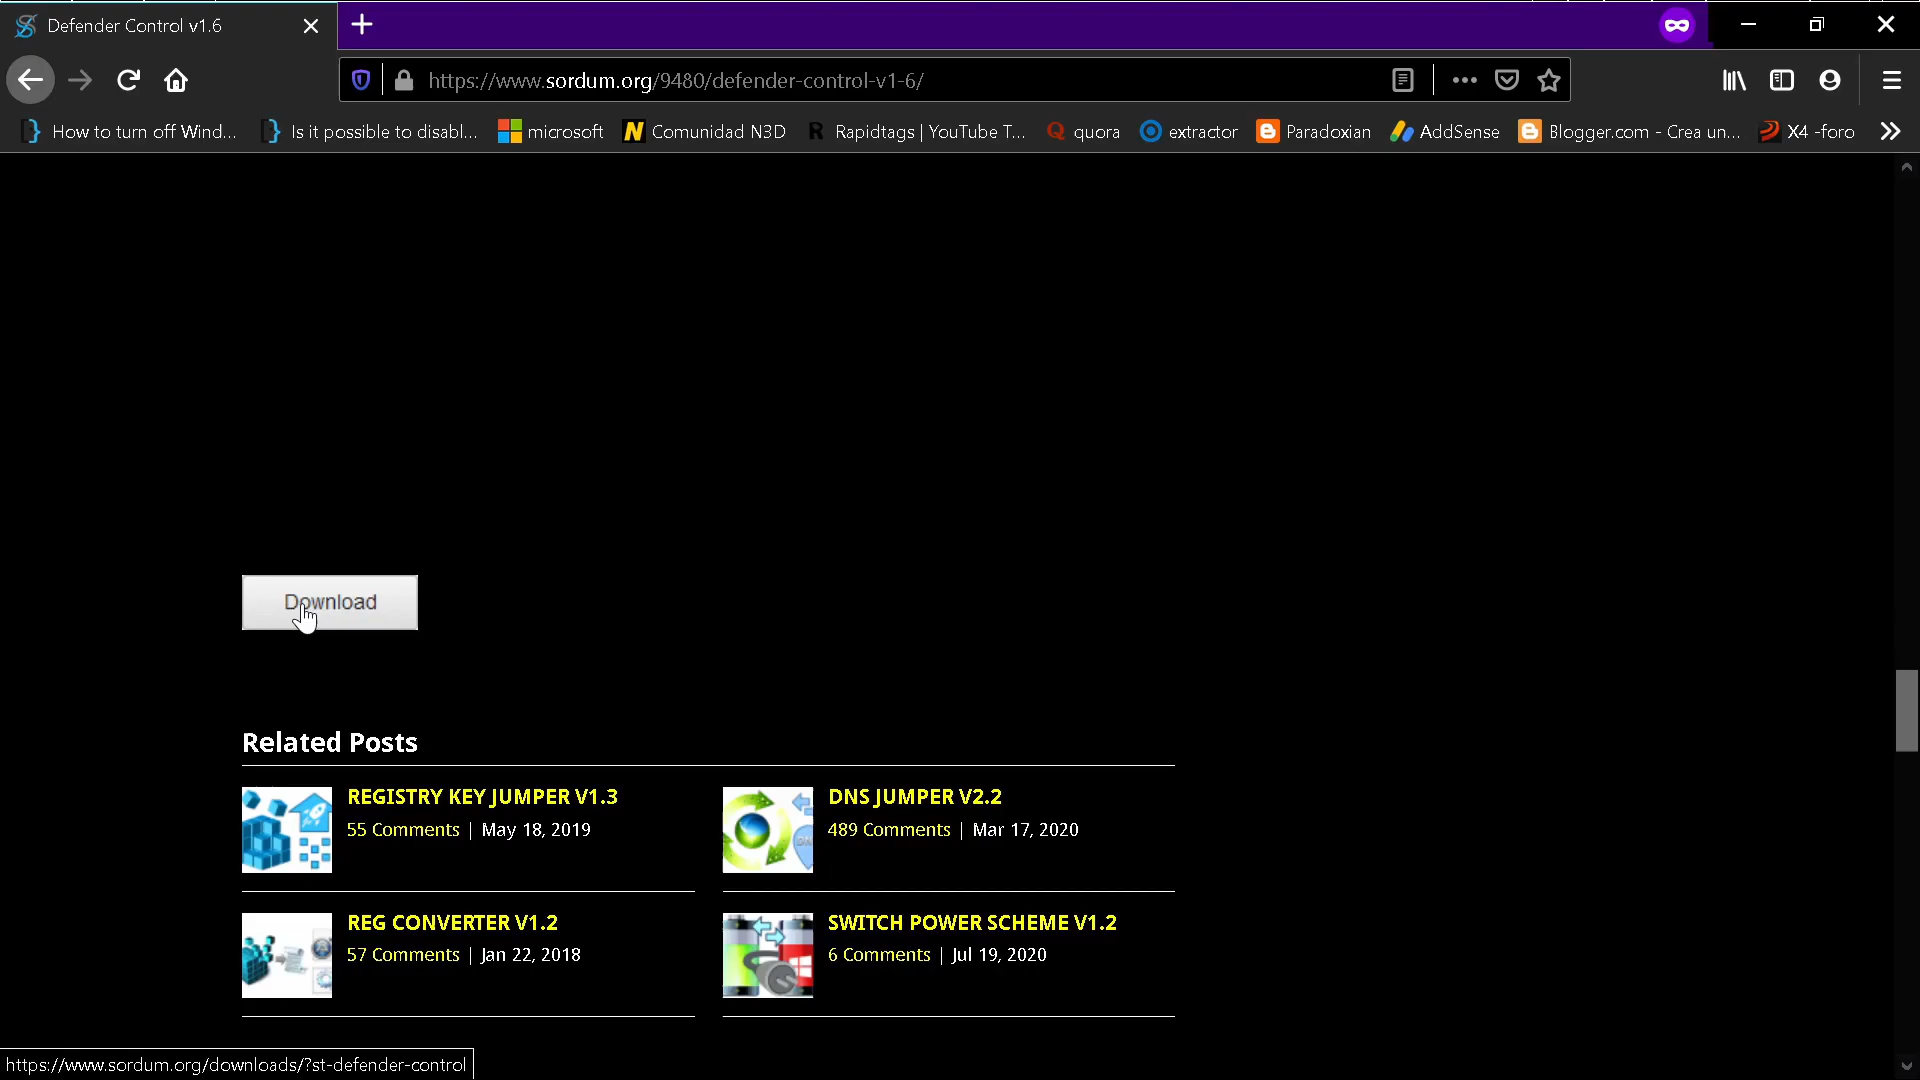 Defender Control v1.6
https://www.sordum.org/9480/defender-control-v1-6/
How to turn off Wind... Is it possible to disabl... microsoft Comunidad N3D Rapidtags | YouTube T... quora extractor Paradoxian AddSense Blogger.com - Crea un... X4 -foro
Download
Related Posts
REGISTRY KEY JUMPER V1.3
55 Comments | May 18, 2019
DNS JUMPER V2.2
489 Comments | Mar 17, 2020
REG CONVERTER V1.2
57 Comments | Jan 22, 2018
SWITCH POWER SCHEME V1.2
6 Comments | Jul 19, 2020
https://www.sordum.org/downloads/?st-defender-control